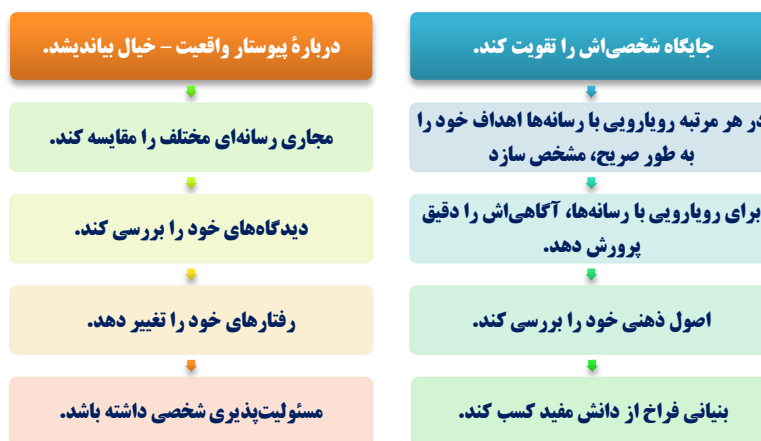 جایگاه شخصی‌اش را تقویت کند.
در هر مرتبه رویارویی با رسانه‌ها اهداف خود را
به طور صریح، مشخص سازد
برای رویارویی با رسانه‌ها، آگاهی‌اش را دقیق
پرورش دهد.
اصول ذهنی خود را بررسی کند.
بنیانی فراخ از دانش مفید کسب کند.
دربارهٔ پیوستار واقعیت - خیال بیاندیشد.
مجاری رسانه‌ای مختلف را مقایسه کند.
دیدگاه‌های خود را بررسی کند.
رفتارهای خود را تغییر دهد.
مسئولیت‌پذیری شخصی داشته باشد.